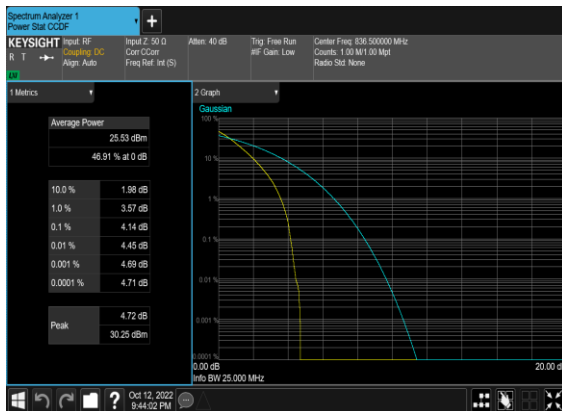 Spectrum Analyzer 1
Power Stat CCDF
+
KEYSIGHT
R T
LXI
Input: RF
Coupling: DC
Align: Auto
Input Z: 50 Ω
Corr CCorr
Freq Ref: Int (S)
Atten: 40 dB
Trig: Free Run
#IF Gain: Low
Center Freq: 836.500000 MHz
Counts: 1.00 M/1.00 Mpt
Radio Std: None
1 Metrics
Average Power
25.53 dBm
46.91 % at 0 dB
10.0 % 1.98 dB
1.0 % 3.57 dB
0.1 % 4.14 dB
0.01 % 4.45 dB
0.001 % 4.69 dB
0.0001 % 4.71 dB
Peak
4.72 dB
30.25 dBm
2 Graph
Gaussian
100 %
10 %
1 %
0.1 %
0.01 %
0.001 %
0.0001 %
0.00 dB
20.00 d
Info BW 25.000 MHz
?
Oct 12, 2022
9:44:02 PM